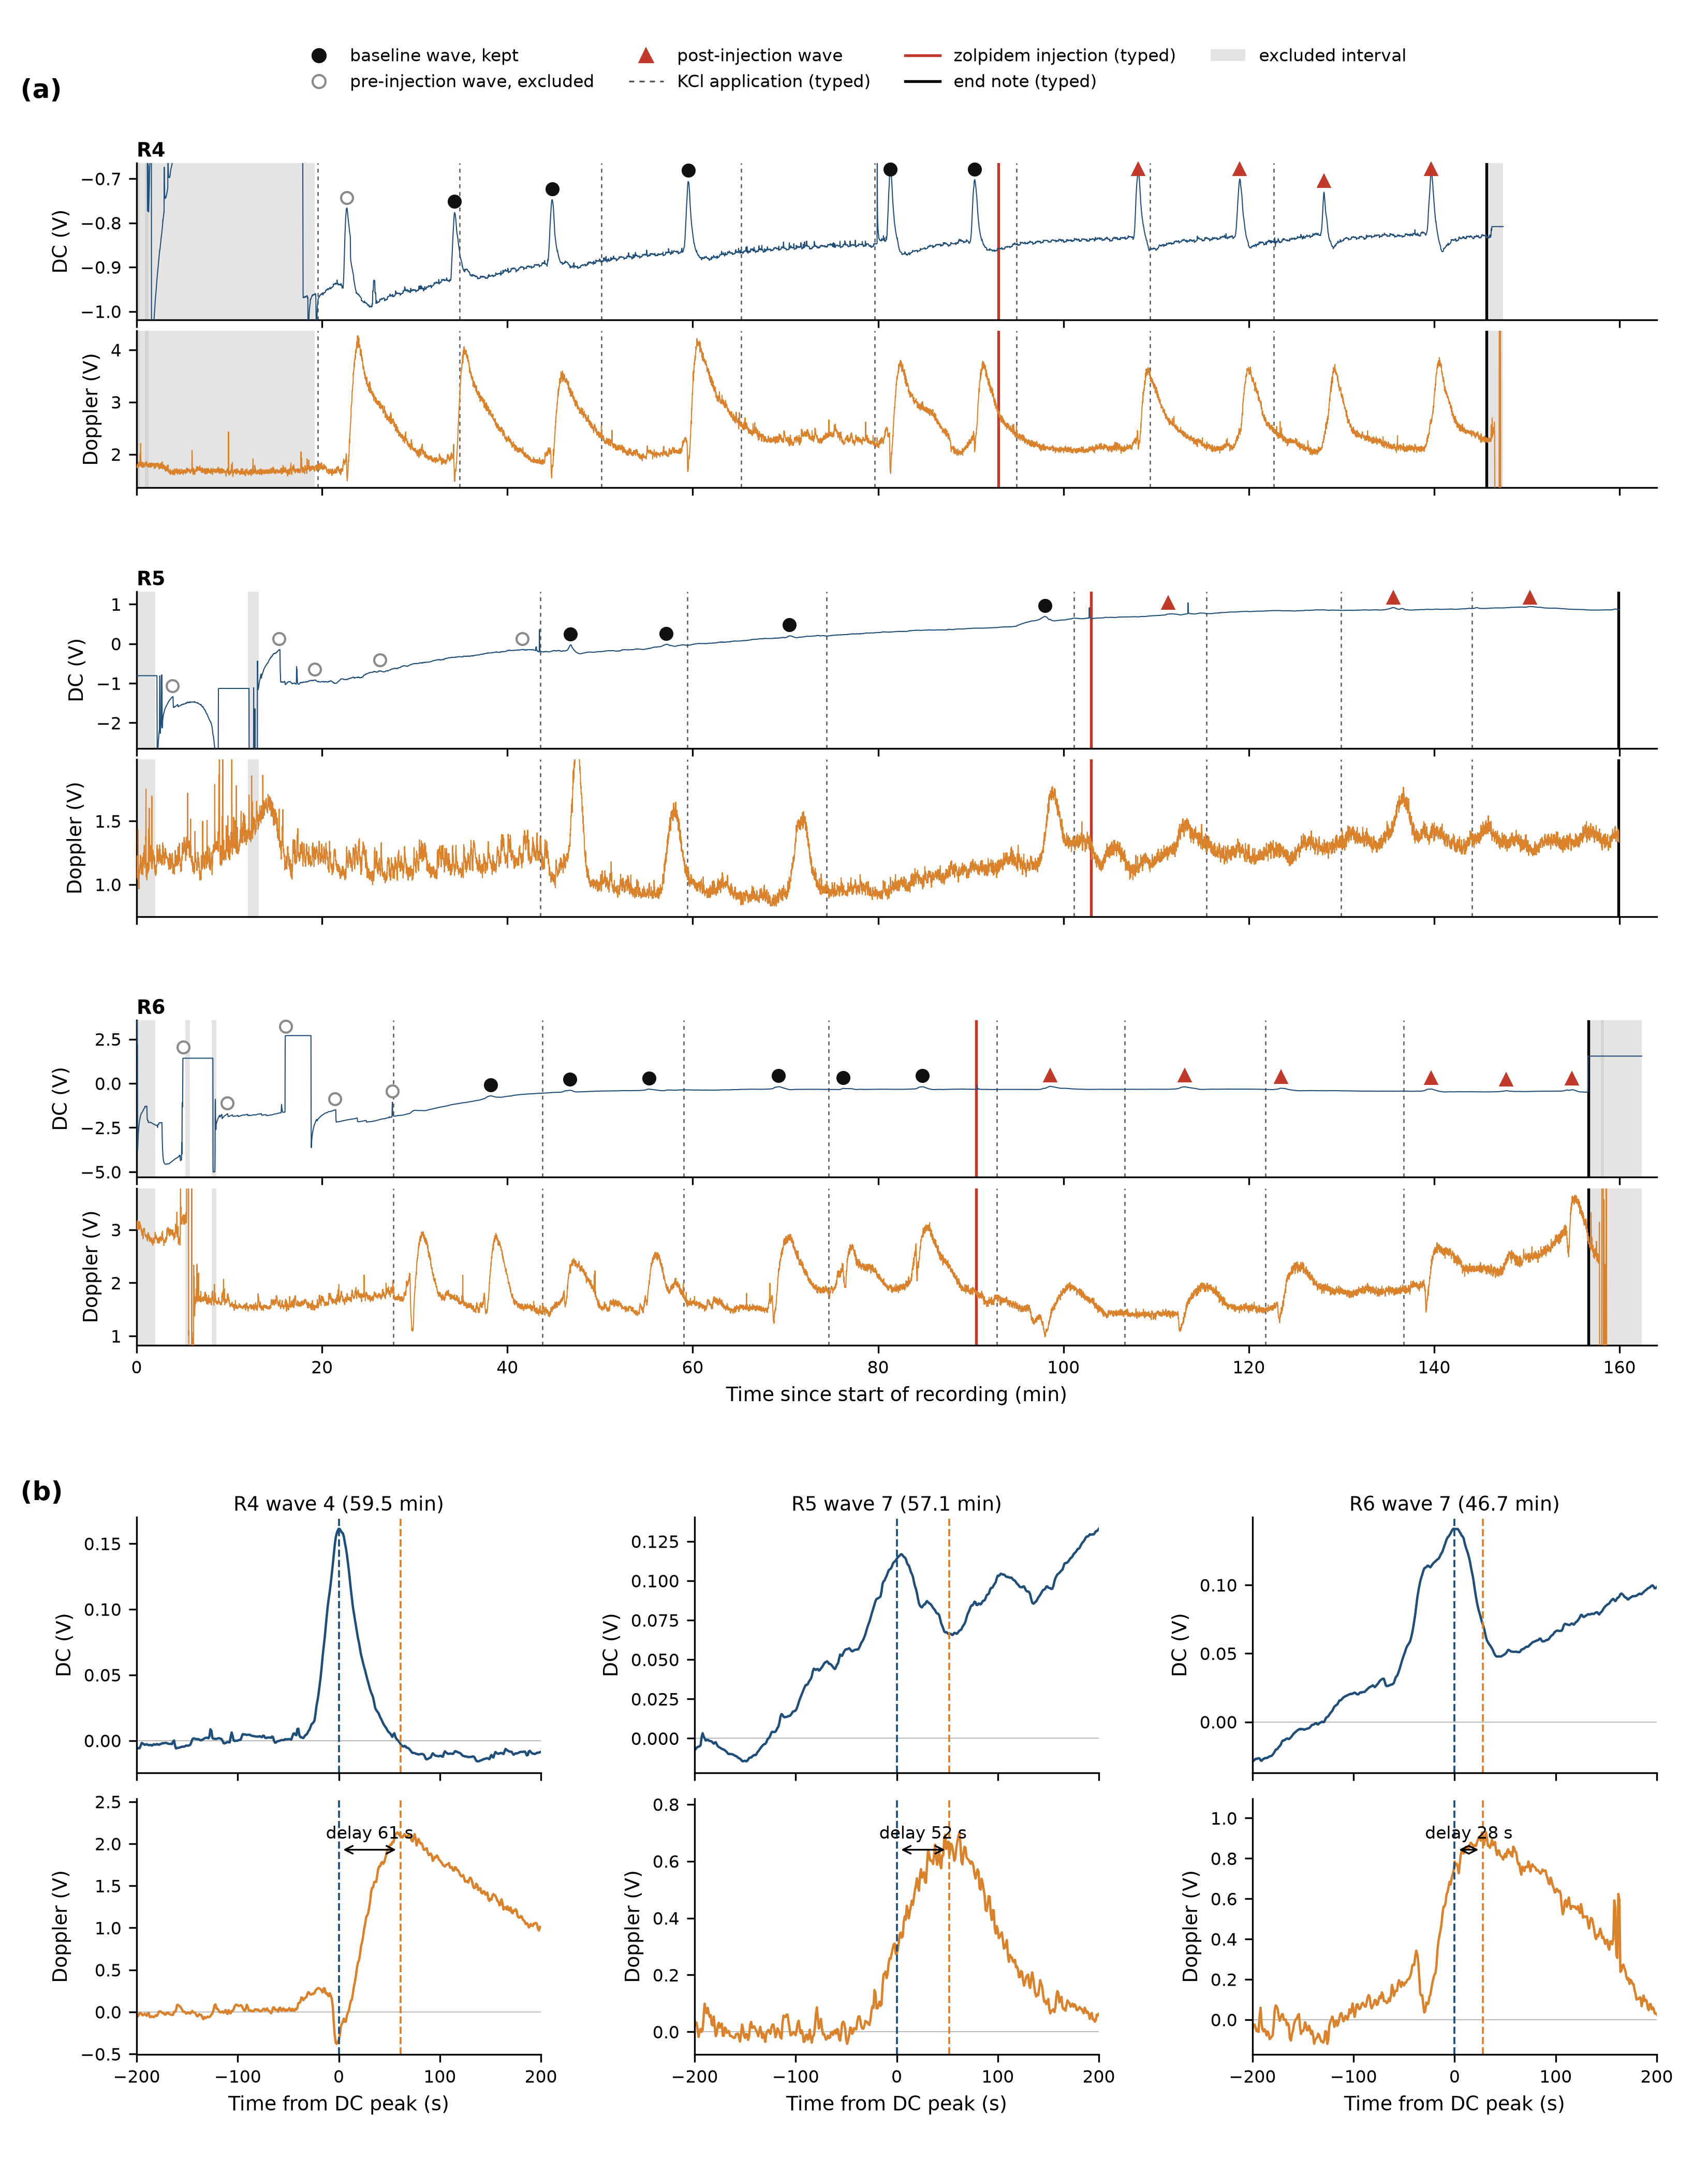 baseline wave, kept
pre-injection wave, excluded
post-injection wave
KCl application (typed)
zolpidem injection (typed)
end note (typed)
excluded interval
(a)
R4
DC (V)
−0.7
−0.8
−0.9
−1.0
Doppler (V)
4
3
2
R5
DC (V)
1
0
−1
−2
Doppler (V)
1.5
1.0
R6
DC (V)
2.5
0.0
−2.5
−5.0
Doppler (V)
3
2
1
0 20 40 60 80 100 120 140 160
Time since start of recording (min)
(b)
R4 wave 4 (59.5 min)
DC (V)
0.15
0.10
0.05
0.00
R5 wave 7 (57.1 min)
DC (V)
0.125
0.100
0.075
0.050
0.025
0.000
R6 wave 7 (46.7 min)
DC (V)
0.10
0.05
0.00
Doppler (V)
2.5
2.0
1.5
1.0
0.5
0.0
−0.5
delay 61 s
−200 −100 0 100 200
Time from DC peak (s)
Doppler (V)
0.8
0.6
0.4
0.2
0.0
delay 52 s
−200 −100 0 100 200
Time from DC peak (s)
Doppler (V)
1.0
0.8
0.6
0.4
0.2
0.0
delay 28 s
−200 −100 0 100 200
Time from DC peak (s)